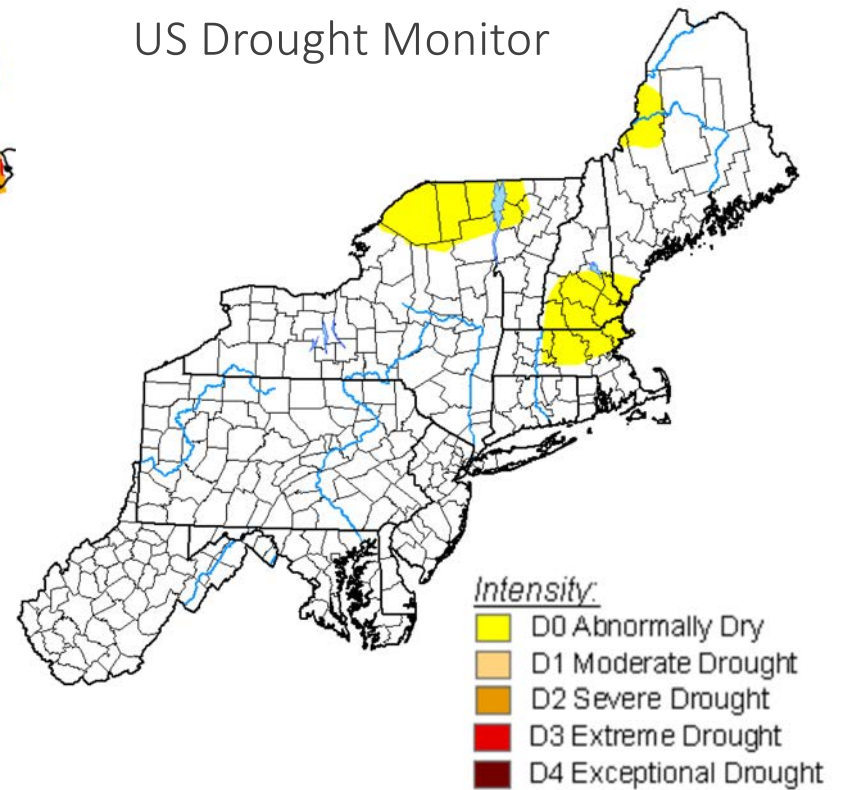 US Drought Monitor
Intensity:
D0 Abnormally Dry
D1 Moderate Drought
D2 Severe Drought
D3 Extreme Drought
D4 Exceptional Drought